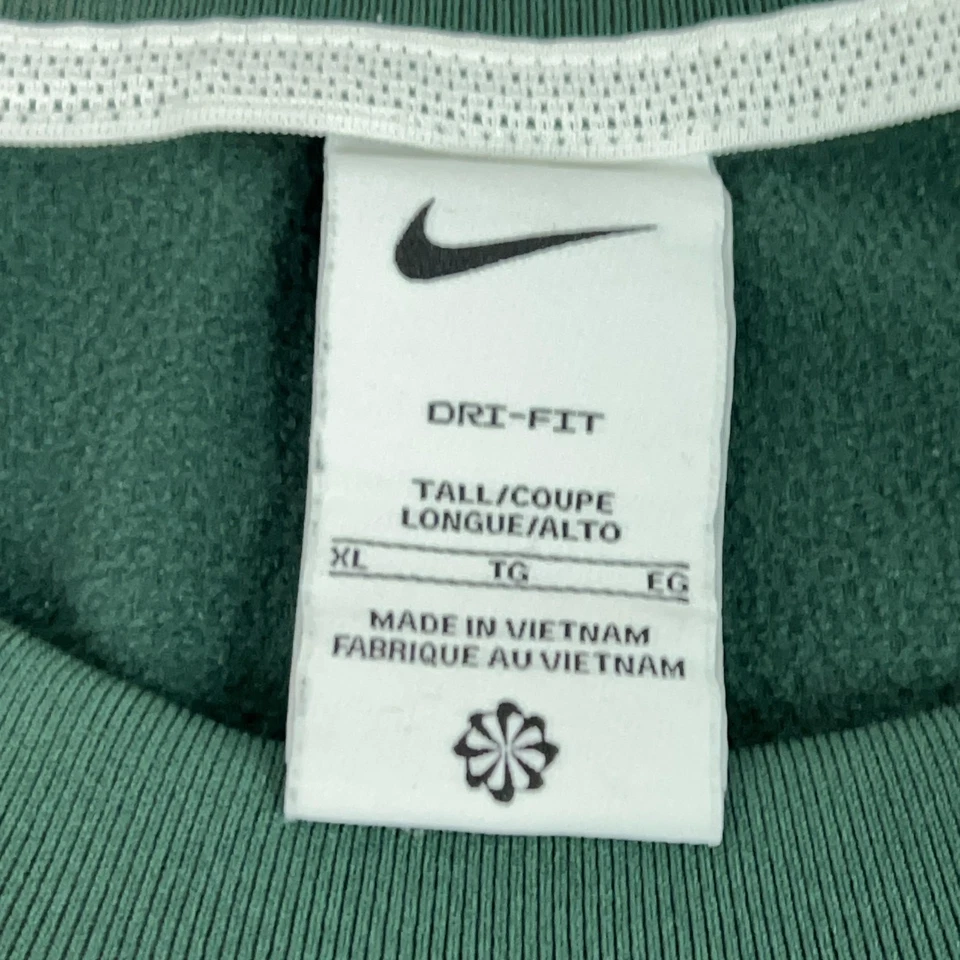 DRI-FIT
TALL/COUPE
LONGUE/ALTO
XL TG EG
MADE IN VIETNAM
FABRIQUE AU VIETNAM